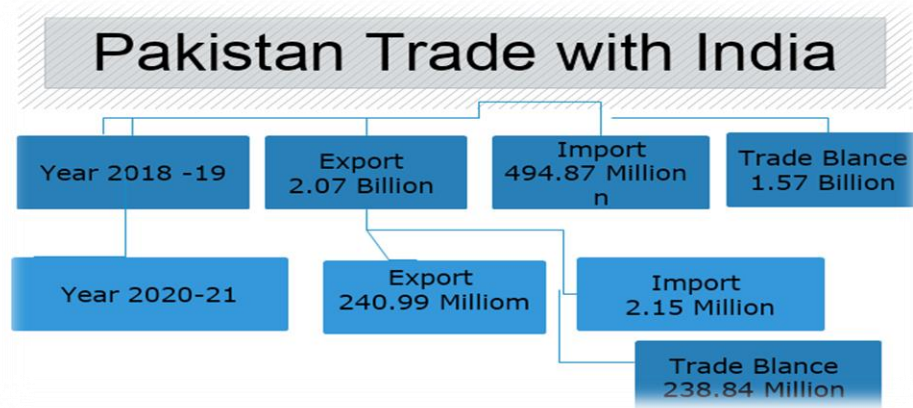 Pakistan Trade with India
Year 2018 -19
Export
2.07 Billion
Import
494.87 Million
n
Trade Blance
1.57 Billion
Year 2020-21
Export
240.99 Milliom
Import
2.15 Million
Trade Blance
238.84 Million